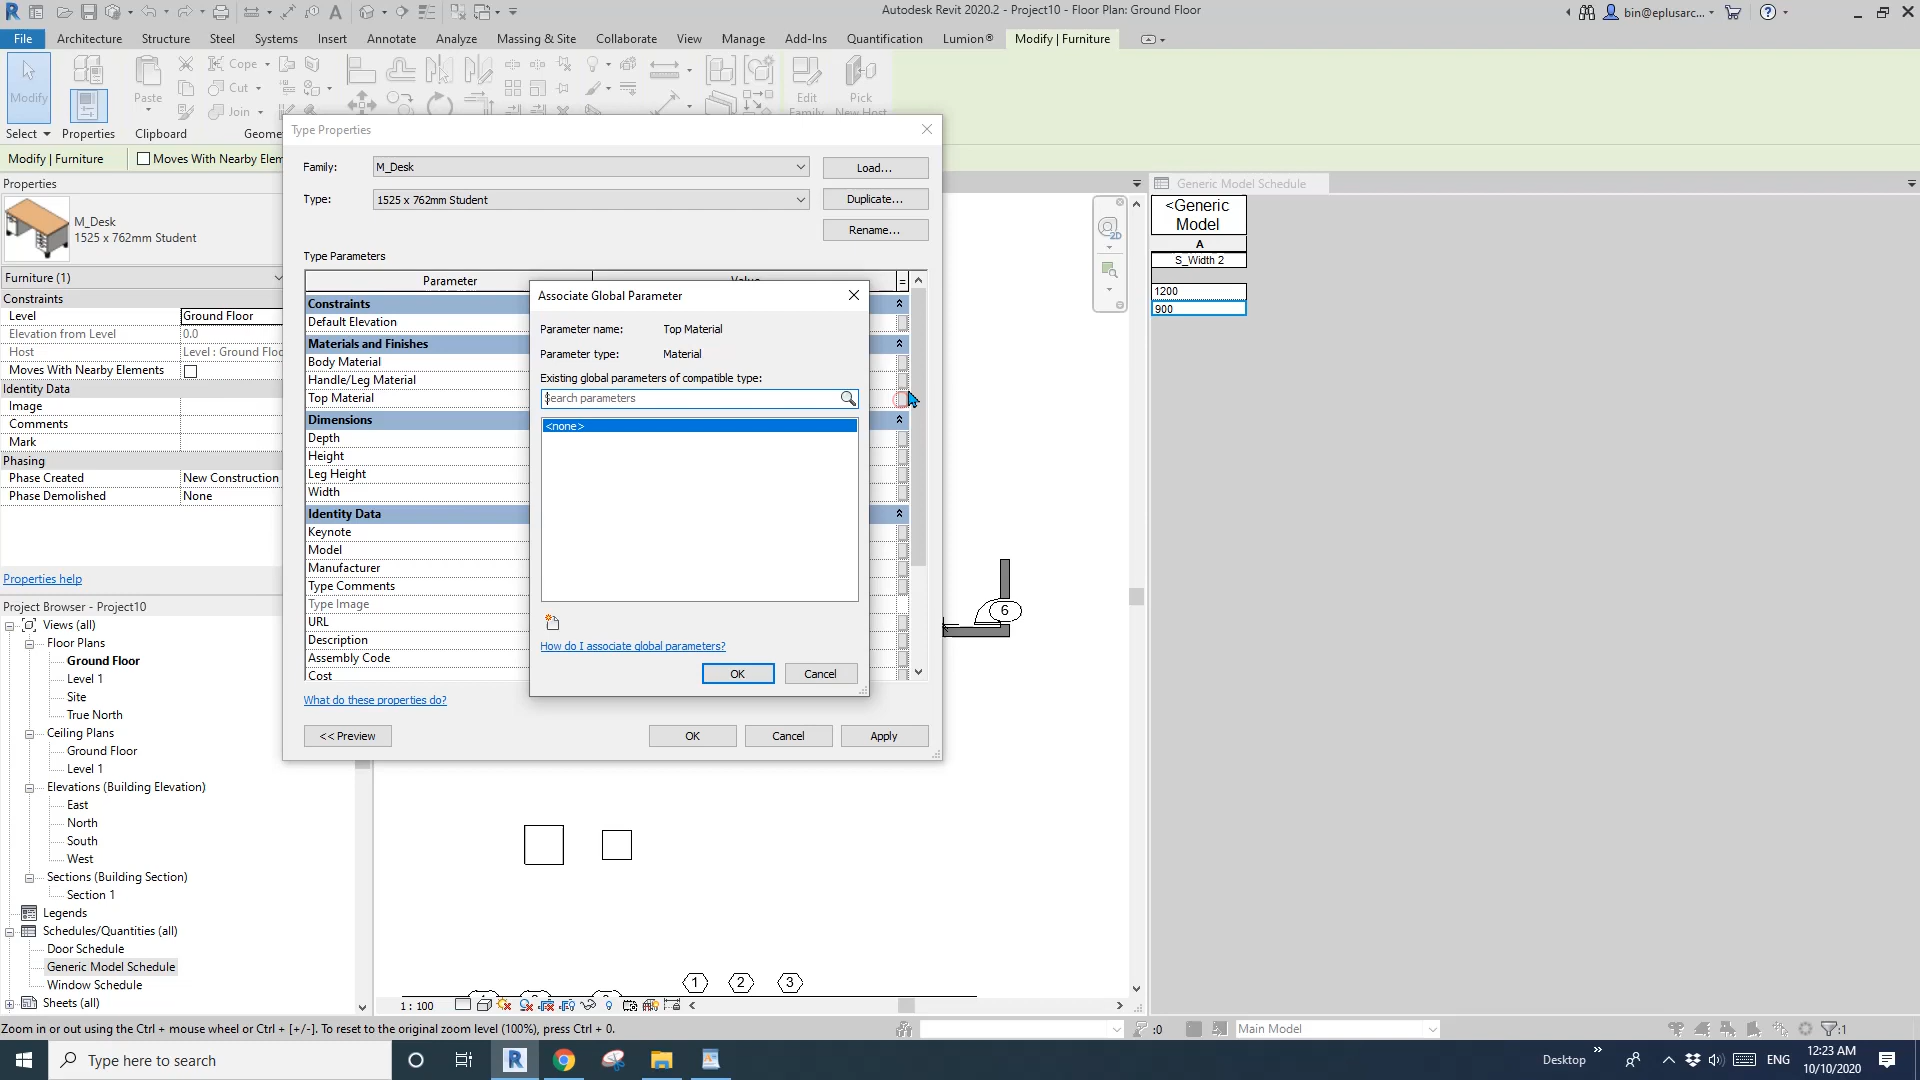 Autodesk Revit 2020.2 - Project10 - Floor Plan: Ground Floor
bin@eplusarc...
File Architecture Structure Steel Systems Insert Annotate Analyze Massing & Site Collaborate View Manage Add-Ins Quantification Lumion® Modify | Furniture
Modify
Paste
Cope
Cut
Join
Edit
Family
Pick
New Host
Select Properties Clipboard
Modify | Furniture
Moves With Nearby Elem
Properties
M_Desk
1525 x 762mm Student
Furniture (1)
Constraints
Level Ground Floor
Elevation from Level 0.0
Host Level : Ground Floo
Moves With Nearby Elements
Identity Data
Image
Comments
Mark
Phasing
Phase Created New Construction
Phase Demolished None
Properties help
Project Browser - Project10
Views (all)
Floor Plans
Ground Floor
Level 1
Site
True North
Ceiling Plans
Ground Floor
Level 1
Elevations (Building Elevation)
East
North
South
West
Sections (Building Section)
Section 1
Legends
Schedules/Quantities (all)
Door Schedule
Generic Model Schedule
Window Schedule
Sheets (all)
Type Properties
Family: M_Desk Load...
Type: 1525 x 762mm Student Duplicate...
Rename...
Type Parameters
Parameter =
Constraints
Default Elevation
Materials and Finishes
Body Material
Handle/Leg Material
Top Material
Dimensions
Depth
Height
Leg Height
Width
Identity Data
Keynote
Model
Manufacturer
Type Comments
Type Image
URL
Description
Assembly Code
Cost
What do these properties do?
<< Preview OK Cancel Apply
Associate Global Parameter
Parameter name: Top Material
Parameter type: Material
Existing global parameters of compatible type:
Search parameters
<none>
How do I associate global parameters?
OK Cancel
2D
Generic Model Schedule
<Generic
Model
A
S_Width 2
1200
900
6
1 2 3
1 : 100
Zoom in or out using the Ctrl + mouse wheel or Ctrl + [+/-]. To reset to the original zoom level (100%), press Ctrl + 0.
:0
Main Model
:1
Type here to search
Desktop
ENG
12:23 AM
10/10/2020